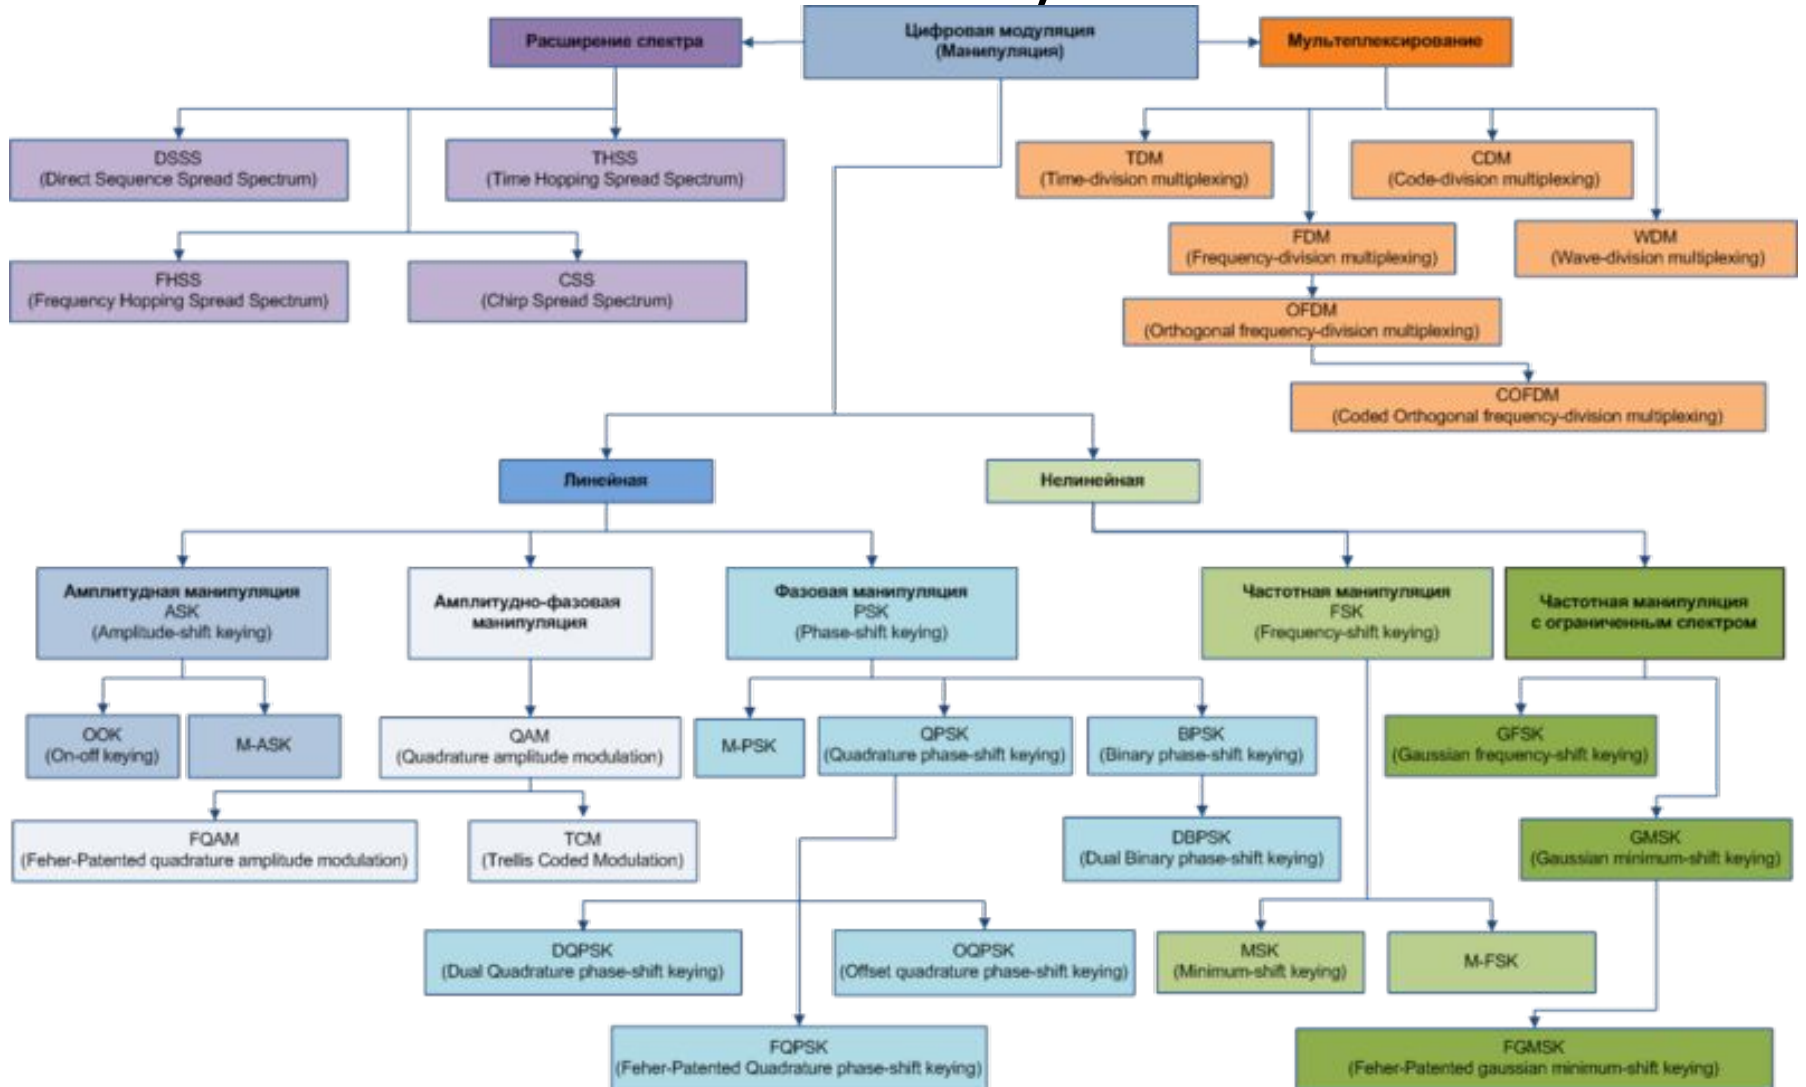 Цифровая модуляция
(Манипуляция)
Расширение спектра
Мультеплексирование
DSSS
(Direct Sequence Spread Spectrum)
THSS
(Time Hopping Spread Spectrum)
FHSS
(Frequency Hopping Spread Spectrum)
CSS
(Chirp Spread Spectrum)
TDM
(Time-division multiplexing)
CDM
(Code-division multiplexing)
FDM
(Frequency-division multiplexing)
WDM
(Wave-division multiplexing)
OFDM
(Orthogonal frequency-division multiplexing)
COFDM
(Coded Orthogonal frequency-division multiplexing)
Линейная
Нелинейная
Амплитудная манипуляция
ASK
(Amplitude-shift keying)
Амплитудно-фазовая
манипуляция
Фазовая манипуляция
PSK
(Phase-shift keying)
Частотная манипуляция
FSK
(Frequency-shift keying)
Частотная манипуляция
с ограниченным спектром
OOK
(On-off keying)
M-ASK
QAM
(Quadrature amplitude modulation)
M-PSK
QPSK
(Quadrature phase-shift keying)
BPSK
(Binary phase-shift keying)
GFSK
(Gaussian frequency-shift keying)
FQAM
(Feher-Patented quadrature amplitude modulation)
TCM
(Trellis Coded Modulation)
DBPSK
(Dual Binary phase-shift keying)
GMSK
(Gaussian minimum-shift keying)
DQPSK
(Dual Quadrature phase-shift keying)
OQPSK
(Offset quadrature phase-shift keying)
MSK
(Minimum-shift keying)
M-FSK
FQPSK
(Feher-Patented Quadrature phase-shift keying)
FGMSK
(Feher-Patented gaussian minimum-shift keying)